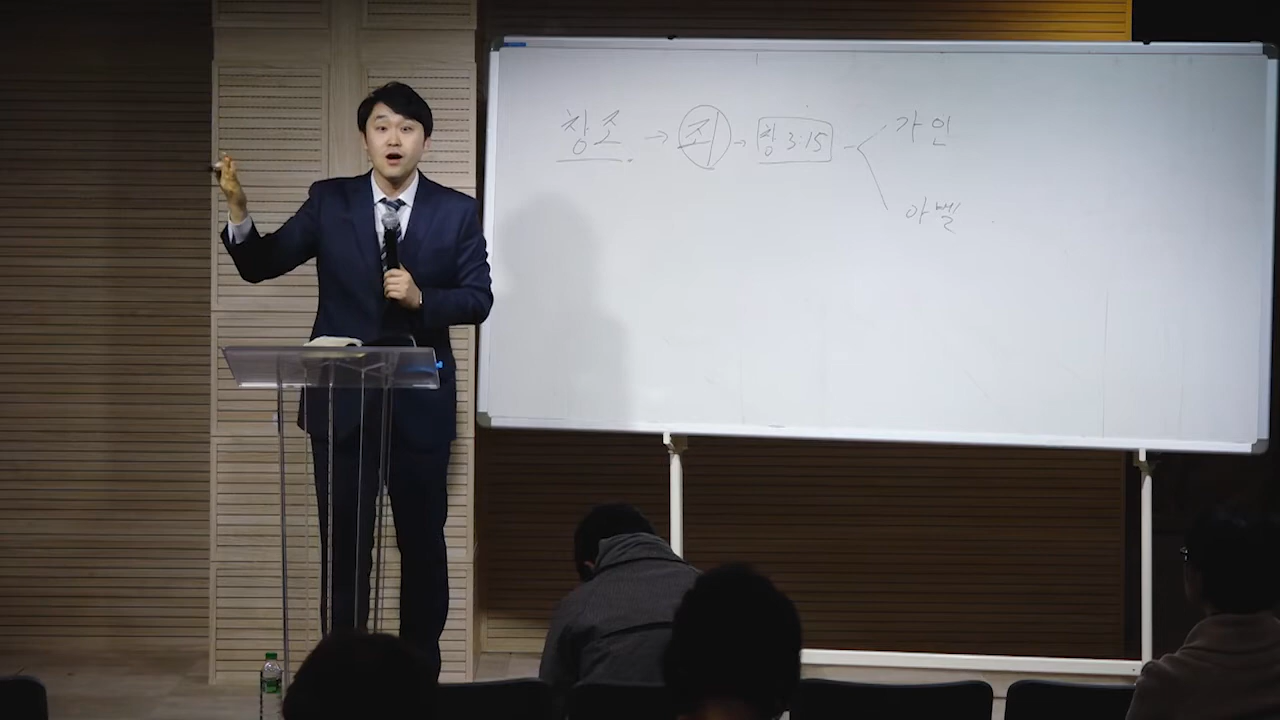 창조 → 죄 → 창 3:15 가인
아벨